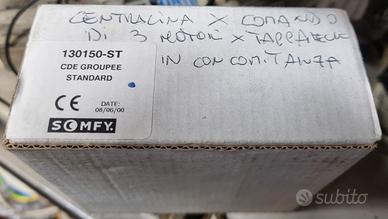 CENTRALINA X COMANDO
DI 3 MOTORI X TAPPARELLE
IN CONCOMITANZA
130150-ST
CDE GROUPEE
STANDARD
CE
DATE:
08/06/00
SOMFY.
subito